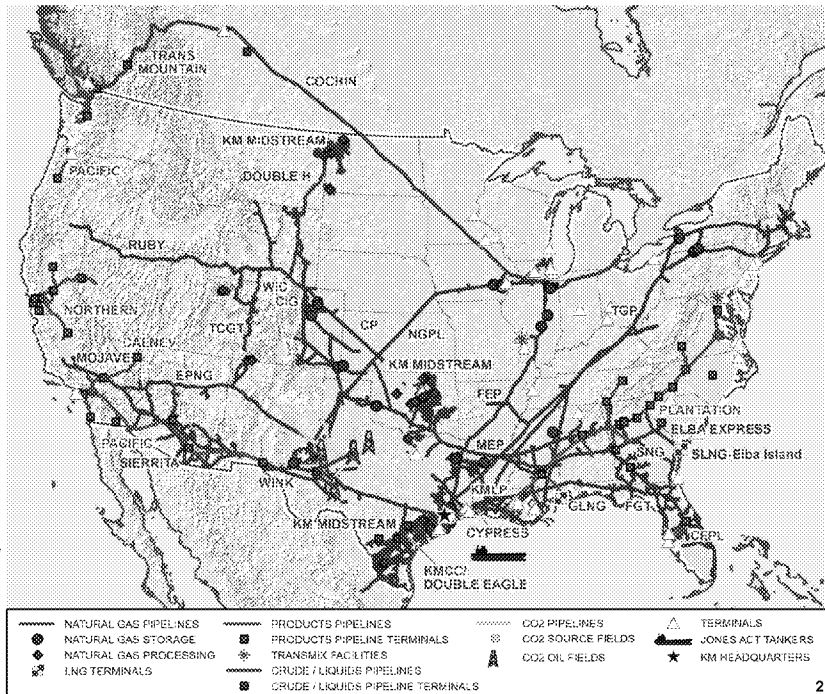 TRANS
MOUNTAIN
COCHIN
KM MIDSTREAM
DOUBLE H
PACIFIC
RUBY
WIC
CIG
NORTHERN
CALNEV
MOJAVE
TCGT
CP
NGPL
TGP
EPNG
KM MIDSTREAM
FEP
PLANTATION
ELBA EXPRESS
SLNG-Elba Island
MEP
SNG
PACIFIC
SIERRITA
WINK
KMLP
GLNG
FGT
KM MIDSTREAM
CYPRESS
CFPL
KMCC/
DOUBLE EAGLE
NATURAL GAS PIPELINES
NATURAL GAS STORAGE
NATURAL GAS PROCESSING
LNG TERMINALS
PRODUCTS PIPELINES
PRODUCTS PIPELINE TERMINALS
TRANSMIX FACILITIES
CRUDE / LIQUIDS PIPELINES
CRUDE / LIQUIDS PIPELINE TERMINALS
CO2 PIPELINES
CO2 SOURCE FIELDS
CO2 OIL FIELDS
TERMINALS
JONES ACT TANKERS
KM HEADQUARTERS
2